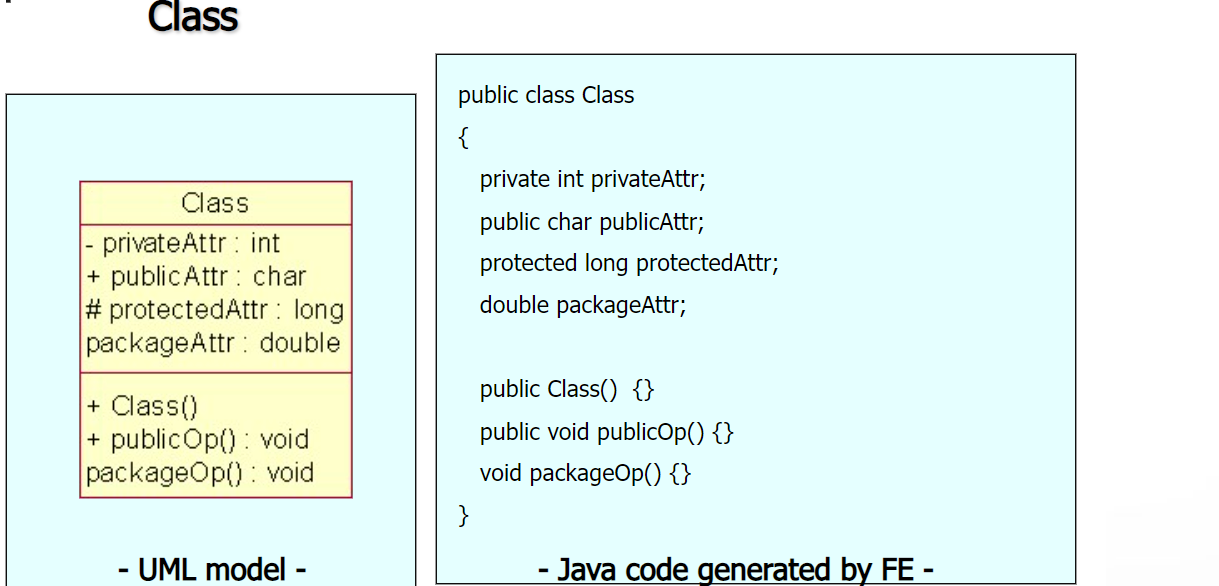 Class
Class
- privateAttr : int
+ publicAttr : char
# protectedAttr : long
packageAttr : double
+ Class()
+ publicOp() : void
packageOp() : void
- UML model -
public class Class
{
private int privateAttr;
public char publicAttr;
protected long protectedAttr;
double packageAttr;
public Class()  {}
public void publicOp() {}
void packageOp() {}
}
- Java code generated by FE -